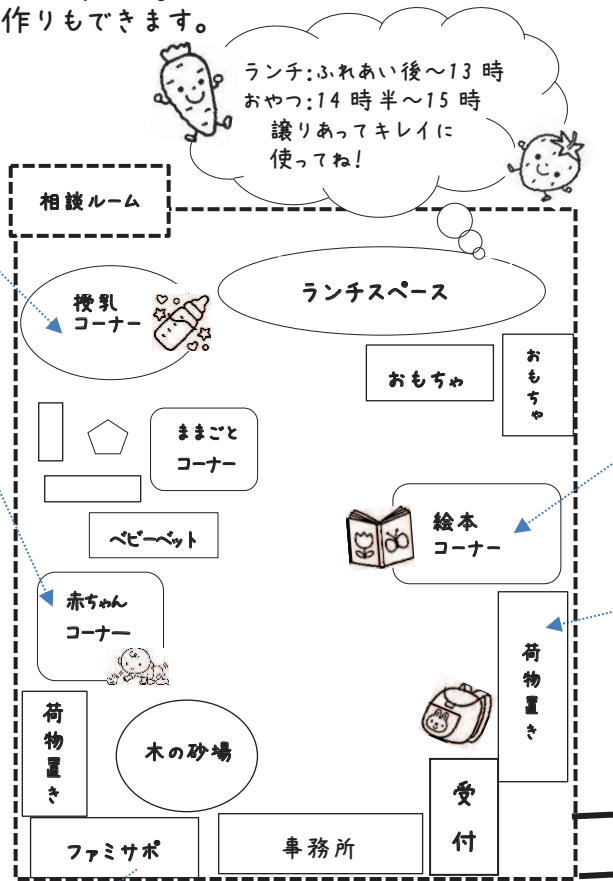 作りもできます。
ランチ:ふれあい後～13時
おやつ:14時半～15時
譲りあってキレイに
使ってね!
相談ルーム
授乳
コーナー
ランチスペース
おもちゃ
おもちゃ
ままごと
コーナー
絵本
コーナー
ベビーベット
赤ちゃん
コーナー
荷物置き
荷物置き
木の砂場
受付
ファミサポ
事務所